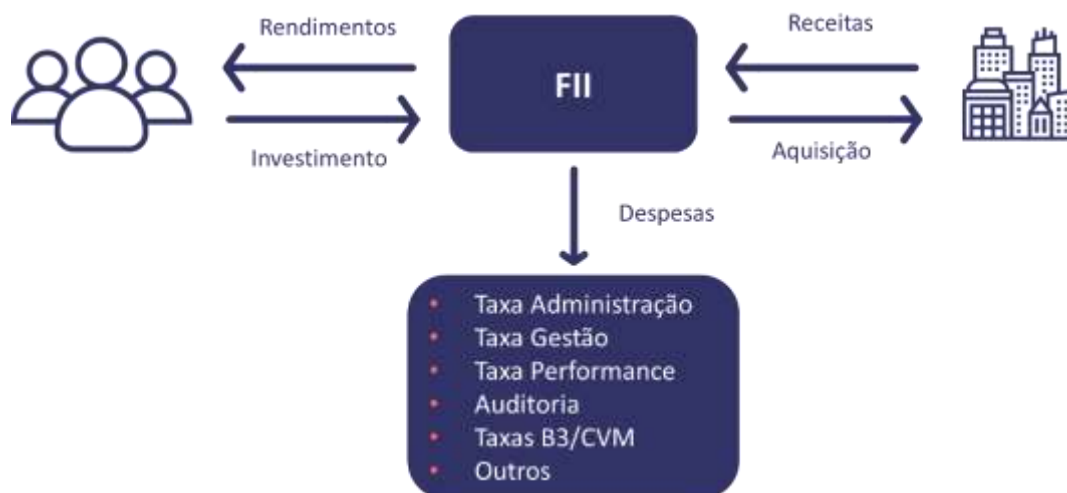 Rendimentos
Receitas
FII
Investimento
Aquisição
Despesas
• Taxa Administração
• Taxa Gestão
• Taxa Performance
• Auditoria
• Taxas B3/CVM
• Outros